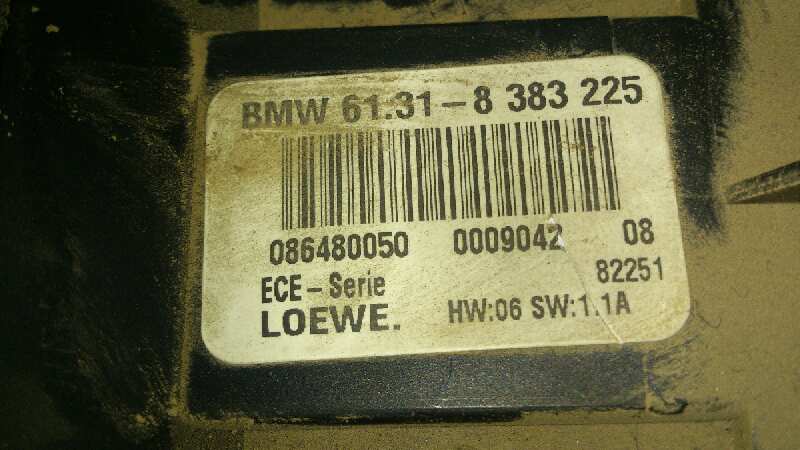 BMW 61.31-8 383 225
086480050 0009042 08
ECE-Serie 82251
LOEWE. HW:06 SW:1.1A